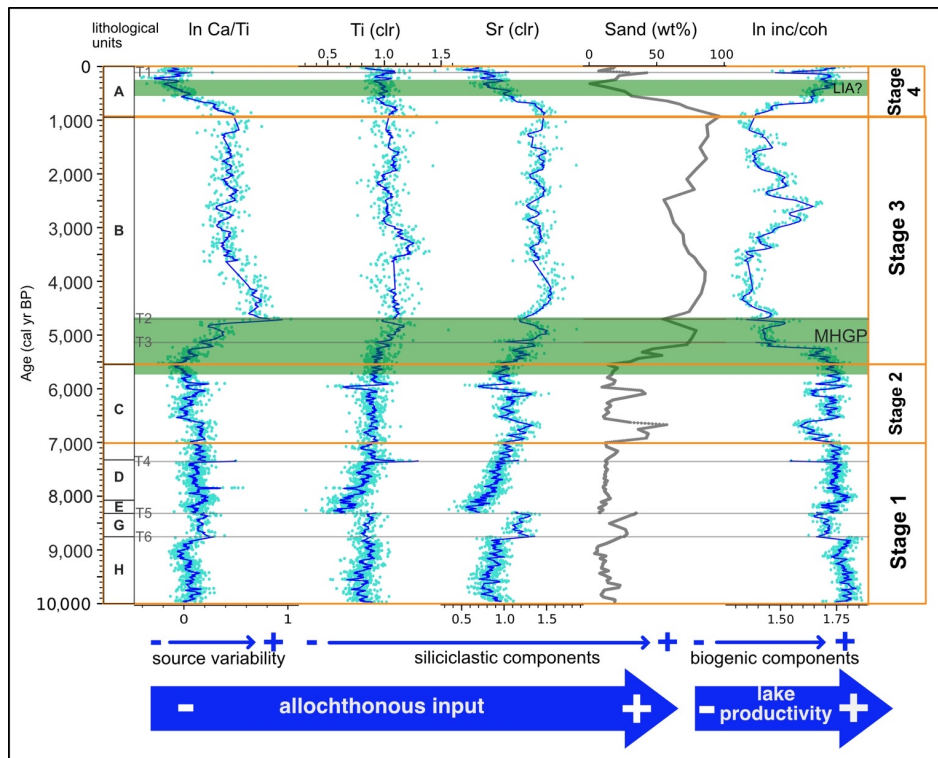 lithological units
ln Ca/Ti
Ti (clr)
Sr (clr)
Sand (wt%)
ln inc/coh
0.5 1.0 1.5
0 50 100
Age (cal yr BP)
0
1,000
2,000
3,000
4,000
5,000
6,000
7,000
8,000
9,000
10,000
A
B
C
D
E
G
H
T1
T2
T3
T4
T5
T6
LIA?
MHGP
Stage 4
Stage 3
Stage 2
Stage 1
0 1
0.5 1.0 1.5
1.50 1.75
- +
- +
- +
source variability
siliciclastic components
biogenic components
- allochthonous input +
- lake productivity +